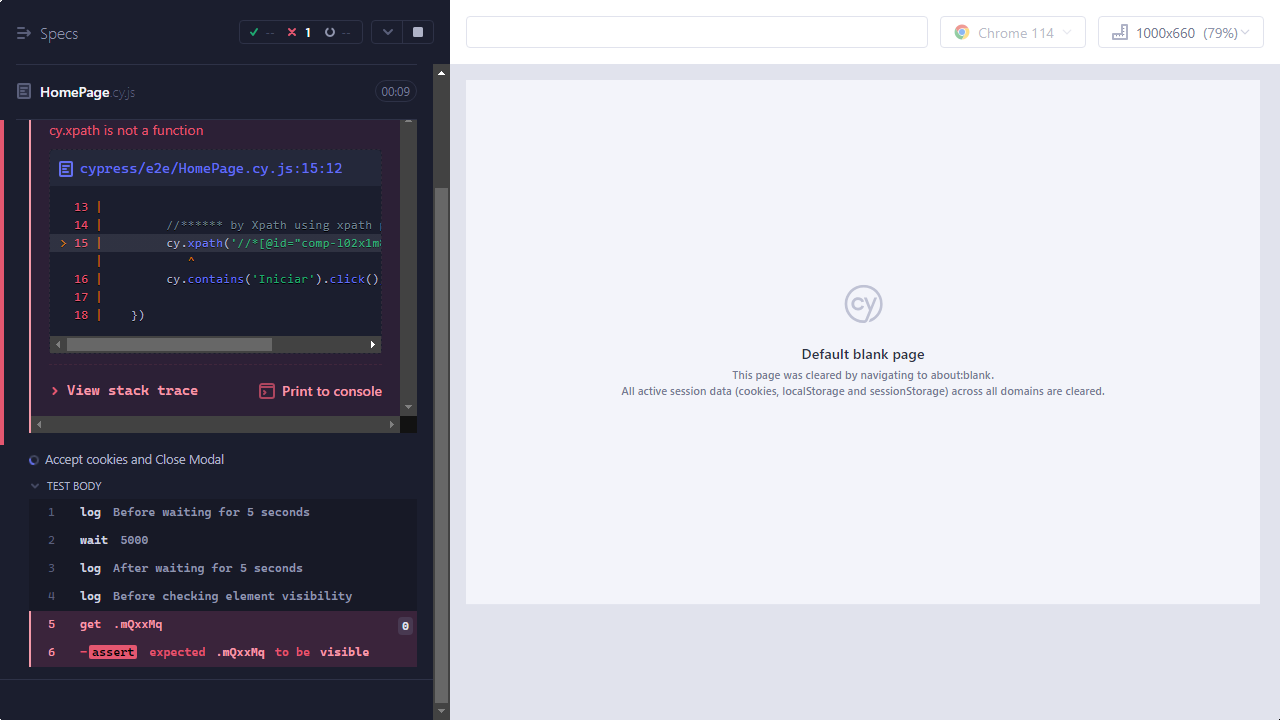 Specs
-- 1 --
Chrome 114
1000x660 (79%)
HomePage.cy.js
00:09
cy.xpath is not a function
cypress/e2e/HomePage.cy.js:15:12
13 |
14 | //****** by Xpath using xpath
> 15 | cy.xpath('//*[@id="comp-l02x1m
| ^
16 | cy.contains('Iniciar').click()
17 |
18 | })
> View stack trace
Print to console
Accept cookies and Close Modal
TEST BODY
1 log Before waiting for 5 seconds
2 wait 5000
3 log After waiting for 5 seconds
4 log Before checking element visibility
5 get .mQxxMq 0
6 -assert expected .mQxxMq to be visible
cy
Default blank page
This page was cleared by navigating to about:blank.
All active session data (cookies, localStorage and sessionStorage) across all domains are cleared.